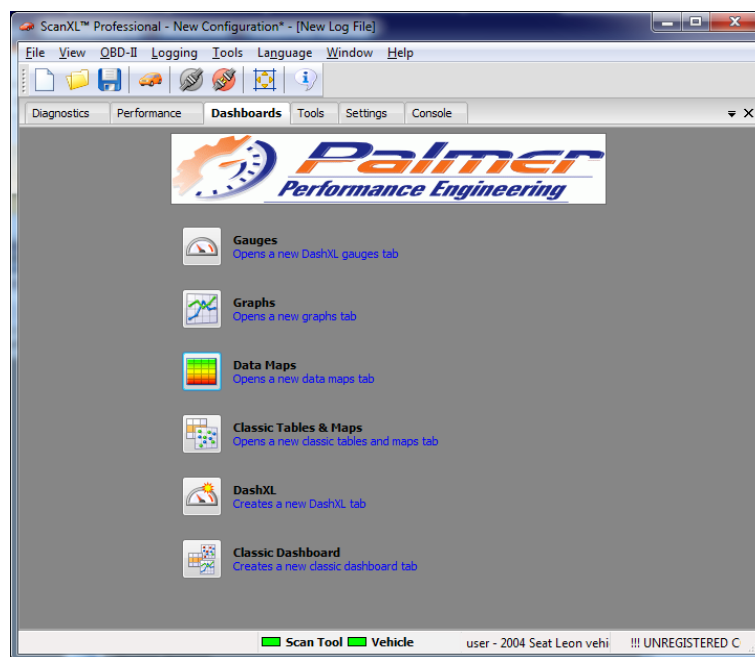 ScanXL™ Professional - New Configuration* - [New Log File]
File View OBD-II Logging Tools Language Window Help
Diagnostics Performance Dashboards Tools Settings Console
Palmer
Performance Engineering
Gauges
Opens a new DashXL gauges tab
Graphs
Opens a new graphs tab
Data Maps
Opens a new data maps tab
Classic Tables & Maps
Opens a new classic tables and maps tab
DashXL
Creates a new DashXL tab
Classic Dashboard
Creates a new classic dashboard tab
Scan Tool Vehicle user - 2004 Seat Leon vehi !!! UNREGISTERED C